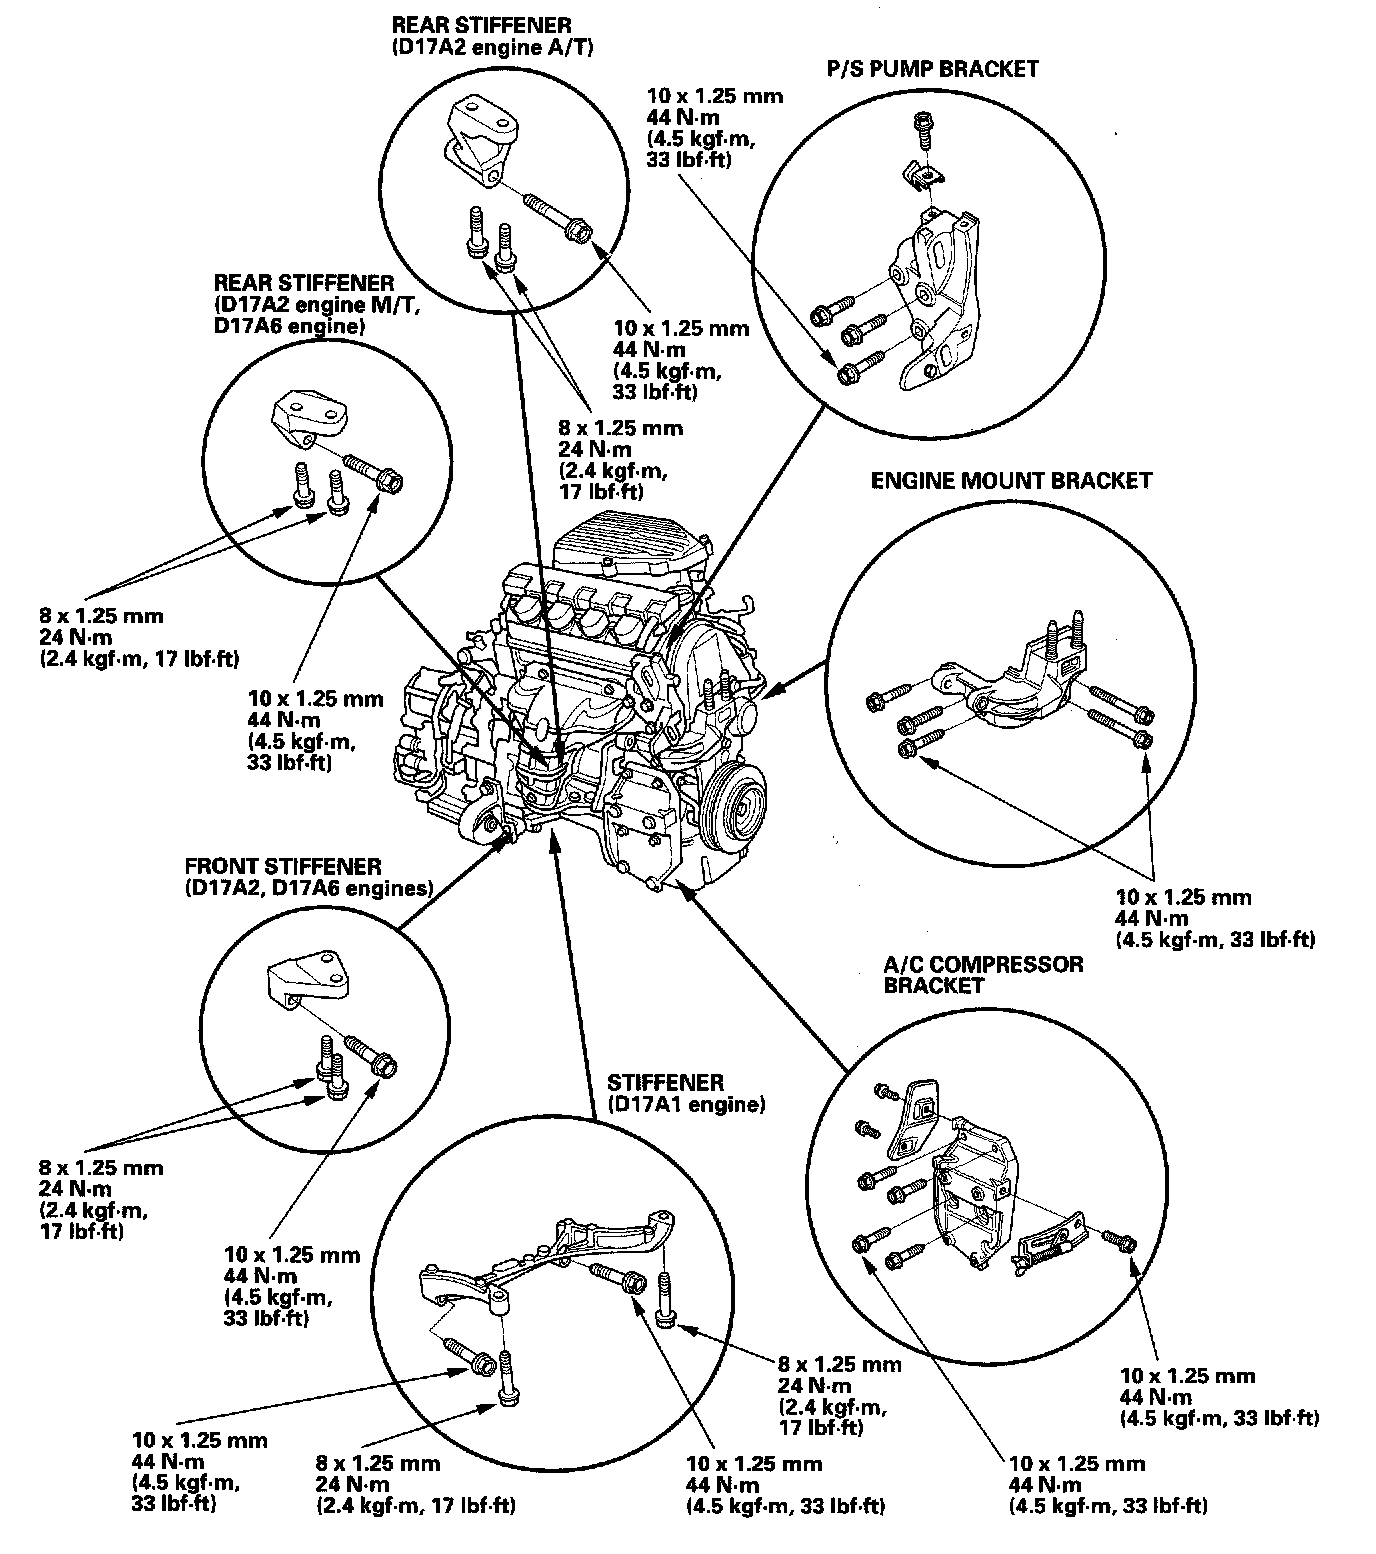 REAR STIFFENER
(D17A2 engine A/T)
10 x 1.25 mm
44 N·m
(4.5 kgf·m,
33 lbf·ft)
8 x 1.25 mm
24 N·m
(2.4 kgf·m,
17 lbf·ft)
P/S PUMP BRACKET
10 x 1.25 mm
44 N·m
(4.5 kgf·m,
33 lbf·ft)
REAR STIFFENER
(D17A2 engine M/T,
D17A6 engine)
8 x 1.25 mm
24 N·m
(2.4 kgf·m, 17 lbf·ft)
10 x 1.25 mm
44 N·m
(4.5 kgf·m,
33 lbf·ft)
ENGINE MOUNT BRACKET
10 x 1.25 mm
44 N·m
(4.5 kgf·m, 33 lbf·ft)
FRONT STIFFENER
(D17A2, D17A6 engines)
8 x 1.25 mm
24 N·m
(2.4 kgf·m,
17 lbf·ft)
10 x 1.25 mm
44 N·m
(4.5 kgf·m,
33 lbf·ft)
STIFFENER
(D17A1 engine)
10 x 1.25 mm
44 N·m
(4.5 kgf·m,
33 lbf·ft)
8 x 1.25 mm
24 N·m
(2.4 kgf·m, 17 lbf·ft)
10 x 1.25 mm
44 N·m
(4.5 kgf·m, 33 lbf·ft)
8 x 1.25 mm
24 N·m
(2.4 kgf·m,
17 lbf·ft)
A/C COMPRESSOR
BRACKET
10 x 1.25 mm
44 N·m
(4.5 kgf·m, 33 lbf·ft)
10 x 1.25 mm
44 N·m
(4.5 kgf·m, 33 lbf·ft)